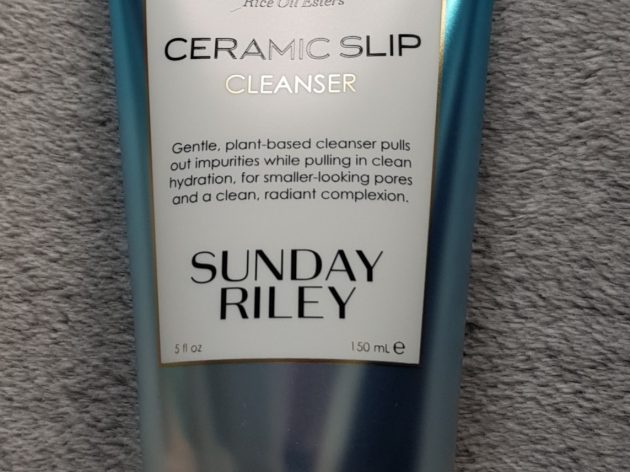 Rice Oil Esters
CERAMIC SLIP
CLEANSER
Gentle, plant-based cleanser pulls
out impurities while pulling in clean
hydration, for smaller-looking pores
and a clean, radiant complexion.
SUNDAY
RILEY
5 fl oz 150 mL ℮